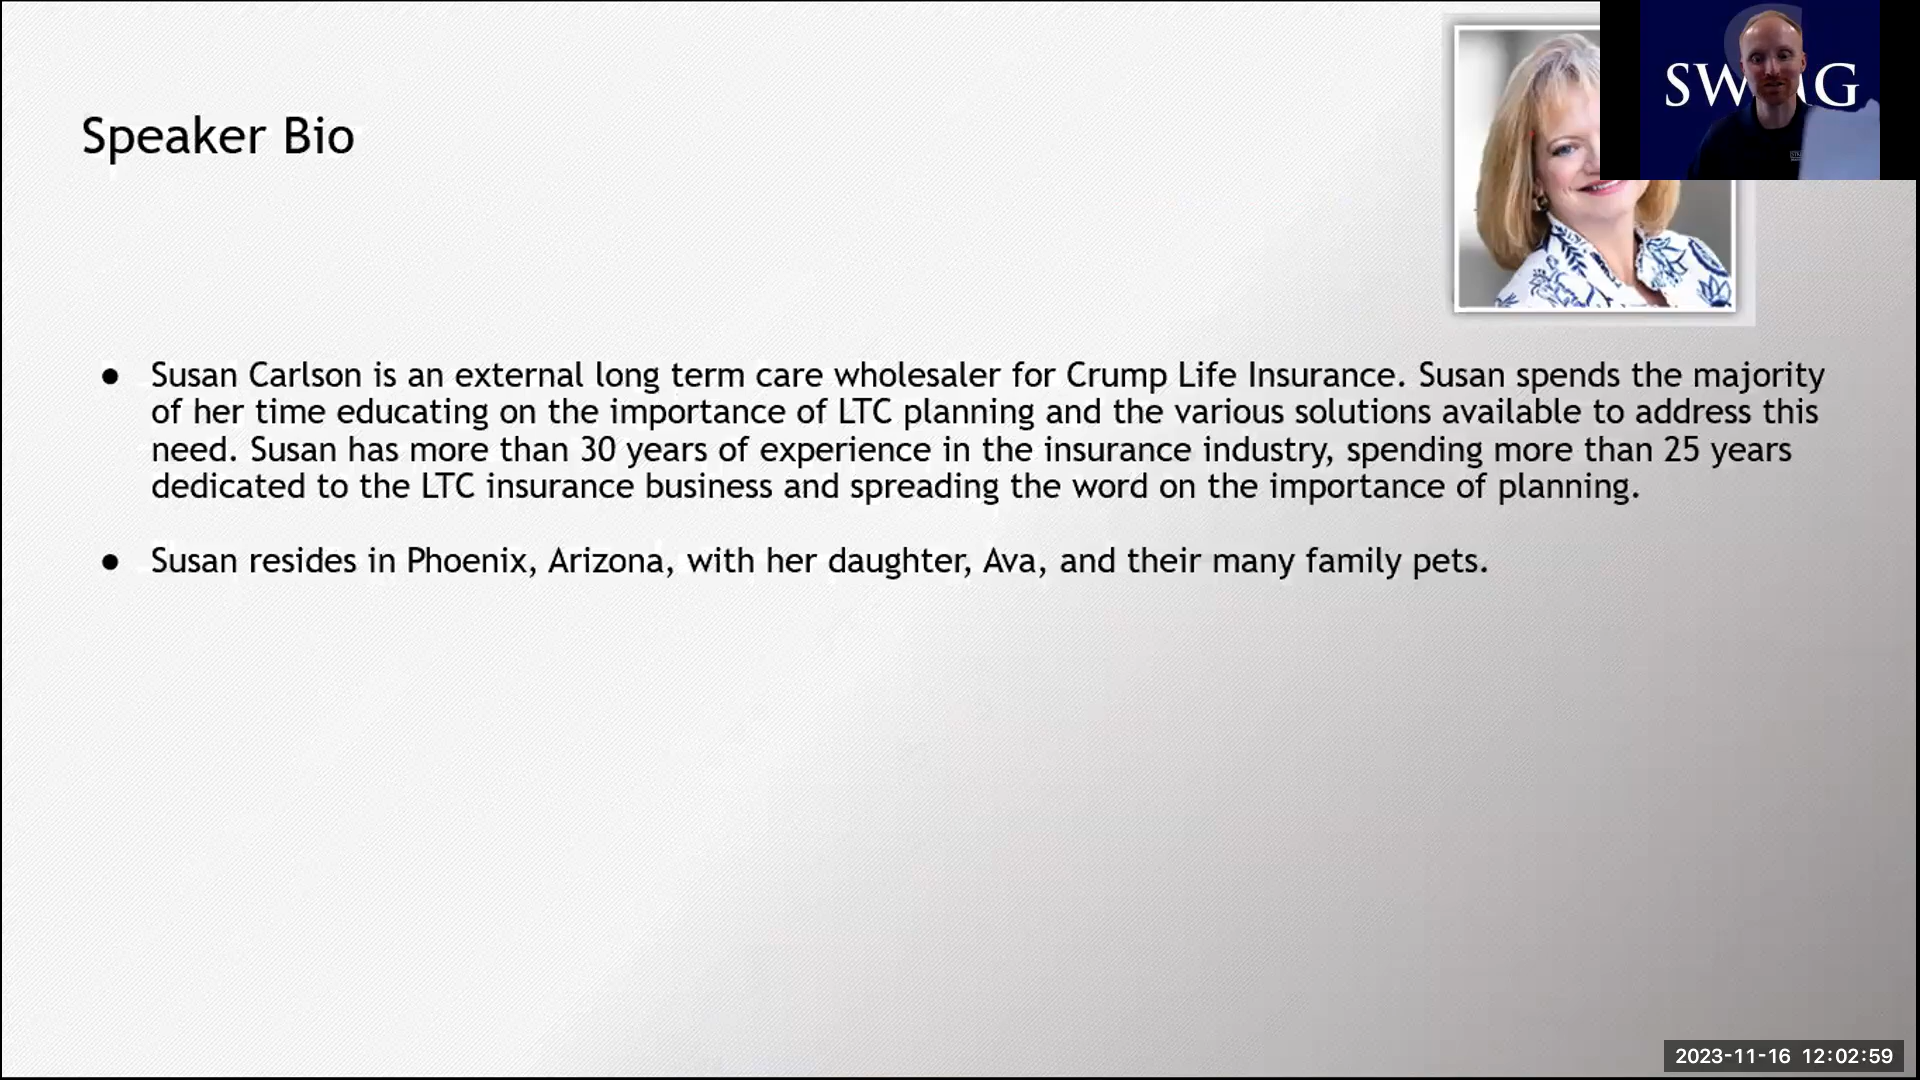 SW G
Speaker Bio
● Susan Carlson is an external long term care wholesaler for Crump Life Insurance. Susan spends the majority
of her time educating on the importance of LTC planning and the various solutions available to address this
need. Susan has more than 30 years of experience in the insurance industry, spending more than 25 years
dedicated to the LTC insurance business and spreading the word on the importance of planning.
● Susan resides in Phoenix, Arizona, with her daughter, Ava, and their many family pets.
2023-11-16 12:02:59